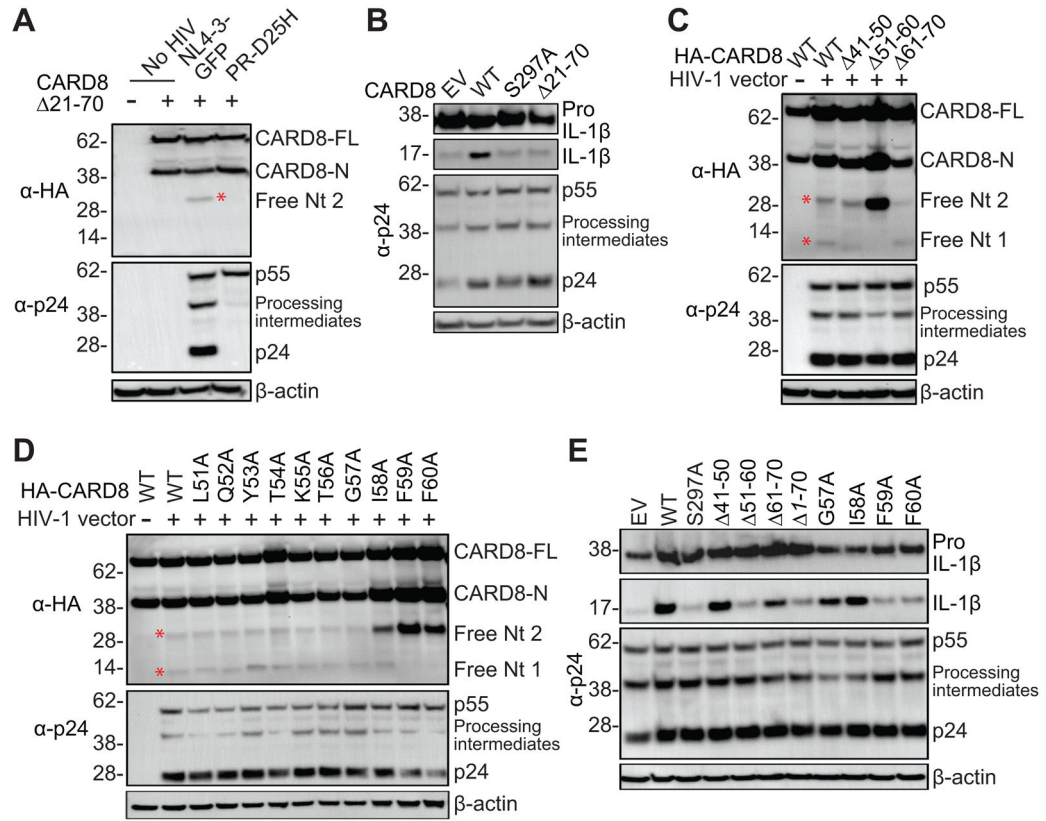 A
No HIV
NL4-3-
GFP
PR-D25H
CARD8
Δ21-70
- + + +
62-
38-
28-
14-
α-HA
CARD8-FL
CARD8-N
*
Free Nt 2
62-
38-
28-
α-p24
p55
Processing
intermediates
p24
β-actin
B
CARD8
EV WT S297A Δ21-70
38-
Pro
IL-1β
17-
IL-1β
62-
38-
28-
α-p24
p55
Processing
intermediates
p24
β-actin
C
HA-CARD8
WT WT Δ41-50 Δ51-60 Δ61-70
HIV-1 vector - + + + +
62-
38-
28-
14-
α-HA
CARD8-FL
CARD8-N
* Free Nt 2
* Free Nt 1
62-
38-
28-
α-p24
p55
Processing
intermediates
p24
β-actin
D
HA-CARD8
WT WT L51A Q52A Y53A T54A K55A T56A G57A I58A F59A F60A
HIV-1 vector - + + + + + + + + + + +
62-
38-
28-
14-
α-HA
CARD8-FL
CARD8-N
* Free Nt 2
* Free Nt 1
62-
38-
28-
α-p24
p55
Processing
intermediates
p24
β-actin
E
EV WT S297A Δ41-50 Δ51-60 Δ61-70 Δ1-70 G57A I58A F59A F60A
38-
Pro
IL-1β
17-
IL-1β
62-
38-
28-
α-p24
p55
Processing
intermediates
p24
β-actin